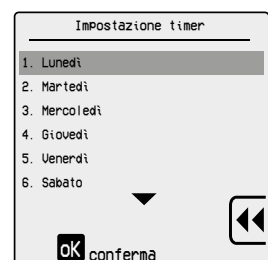 Impostazione timer
1. Lunedì
2. Martedì
3. Mercoledì
4. Giovedì
5. Venerdì
6. Sabato
oK conferma